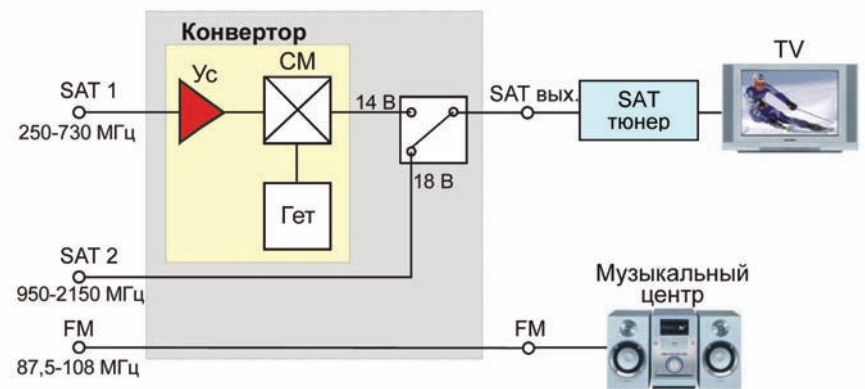 Конвертор
Ус
СМ
TV
SAT 1
250-730 МГц
14 В
SAT вых.
SAT
тюнер
18 В
Гет
SAT 2
950-2150 МГц
Музыкальный
центр
FM
87,5-108 МГц
FM